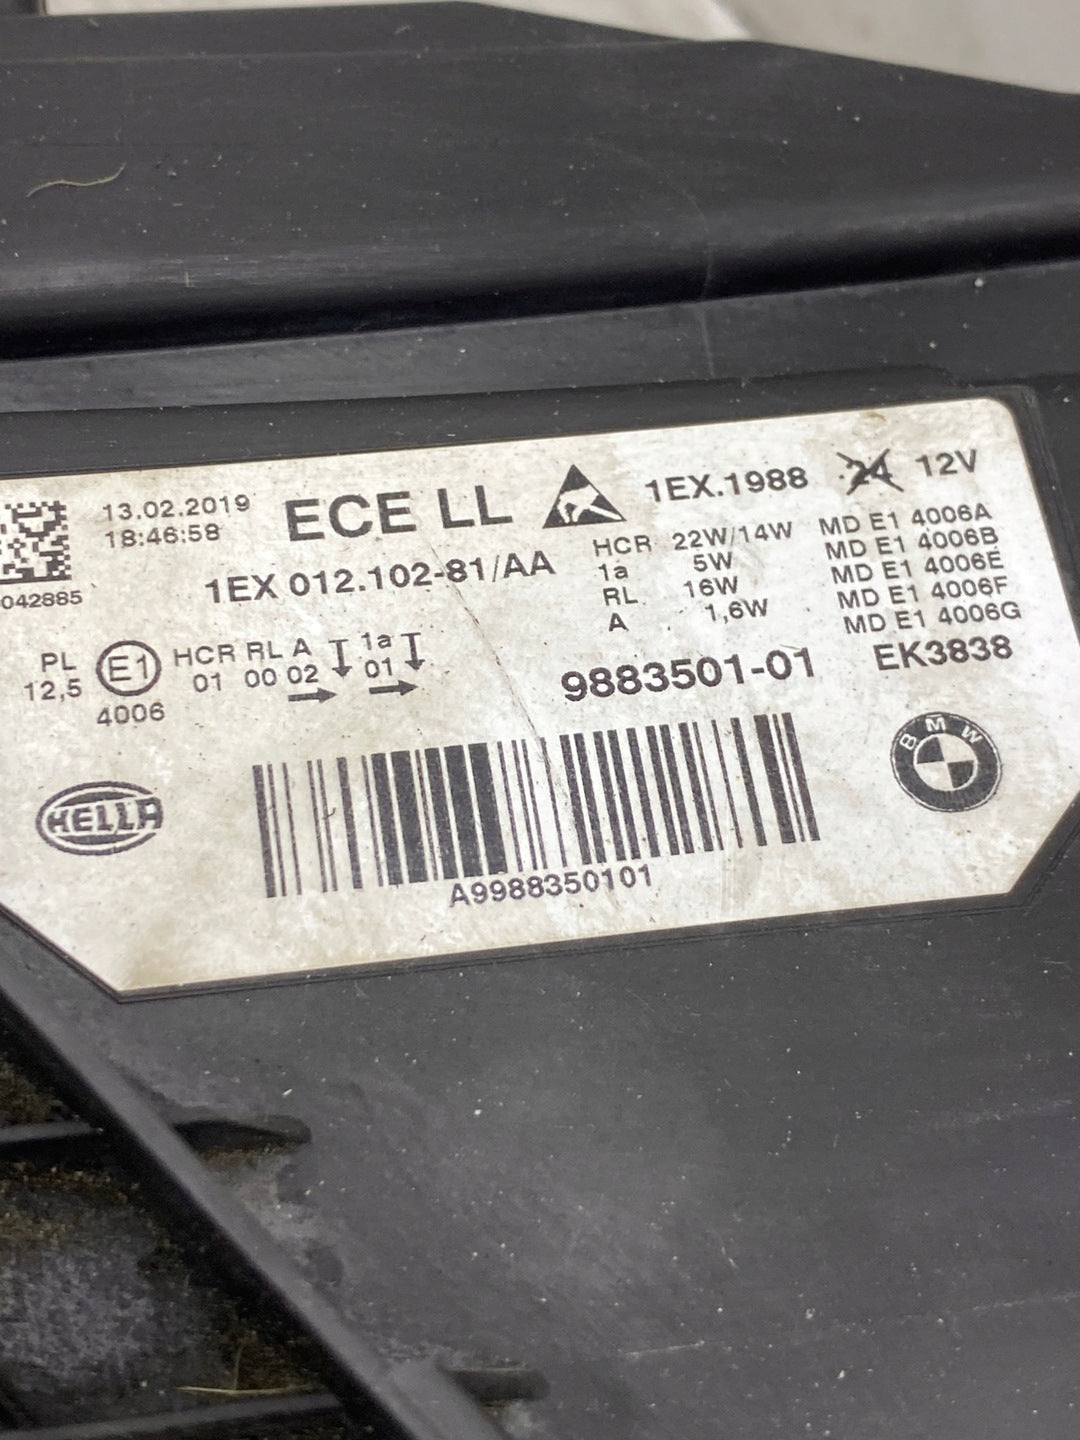 13.02.2019
18:46:58
ECE LL
1EX.1988
24 12V
042885
1EX 012.102-81/AA
HCR 22W/14W
1a 5W
RL 16W
A 1,6W
MD E1 4006A
MD E1 4006B
MD E1 4006E
MD E1 4006F
MD E1 4006G
PL
12,5
E1
4006
HCR RL A 1a
01 00 02 01
9883501-01
EK3838
HELLA
BMW
A9988350101